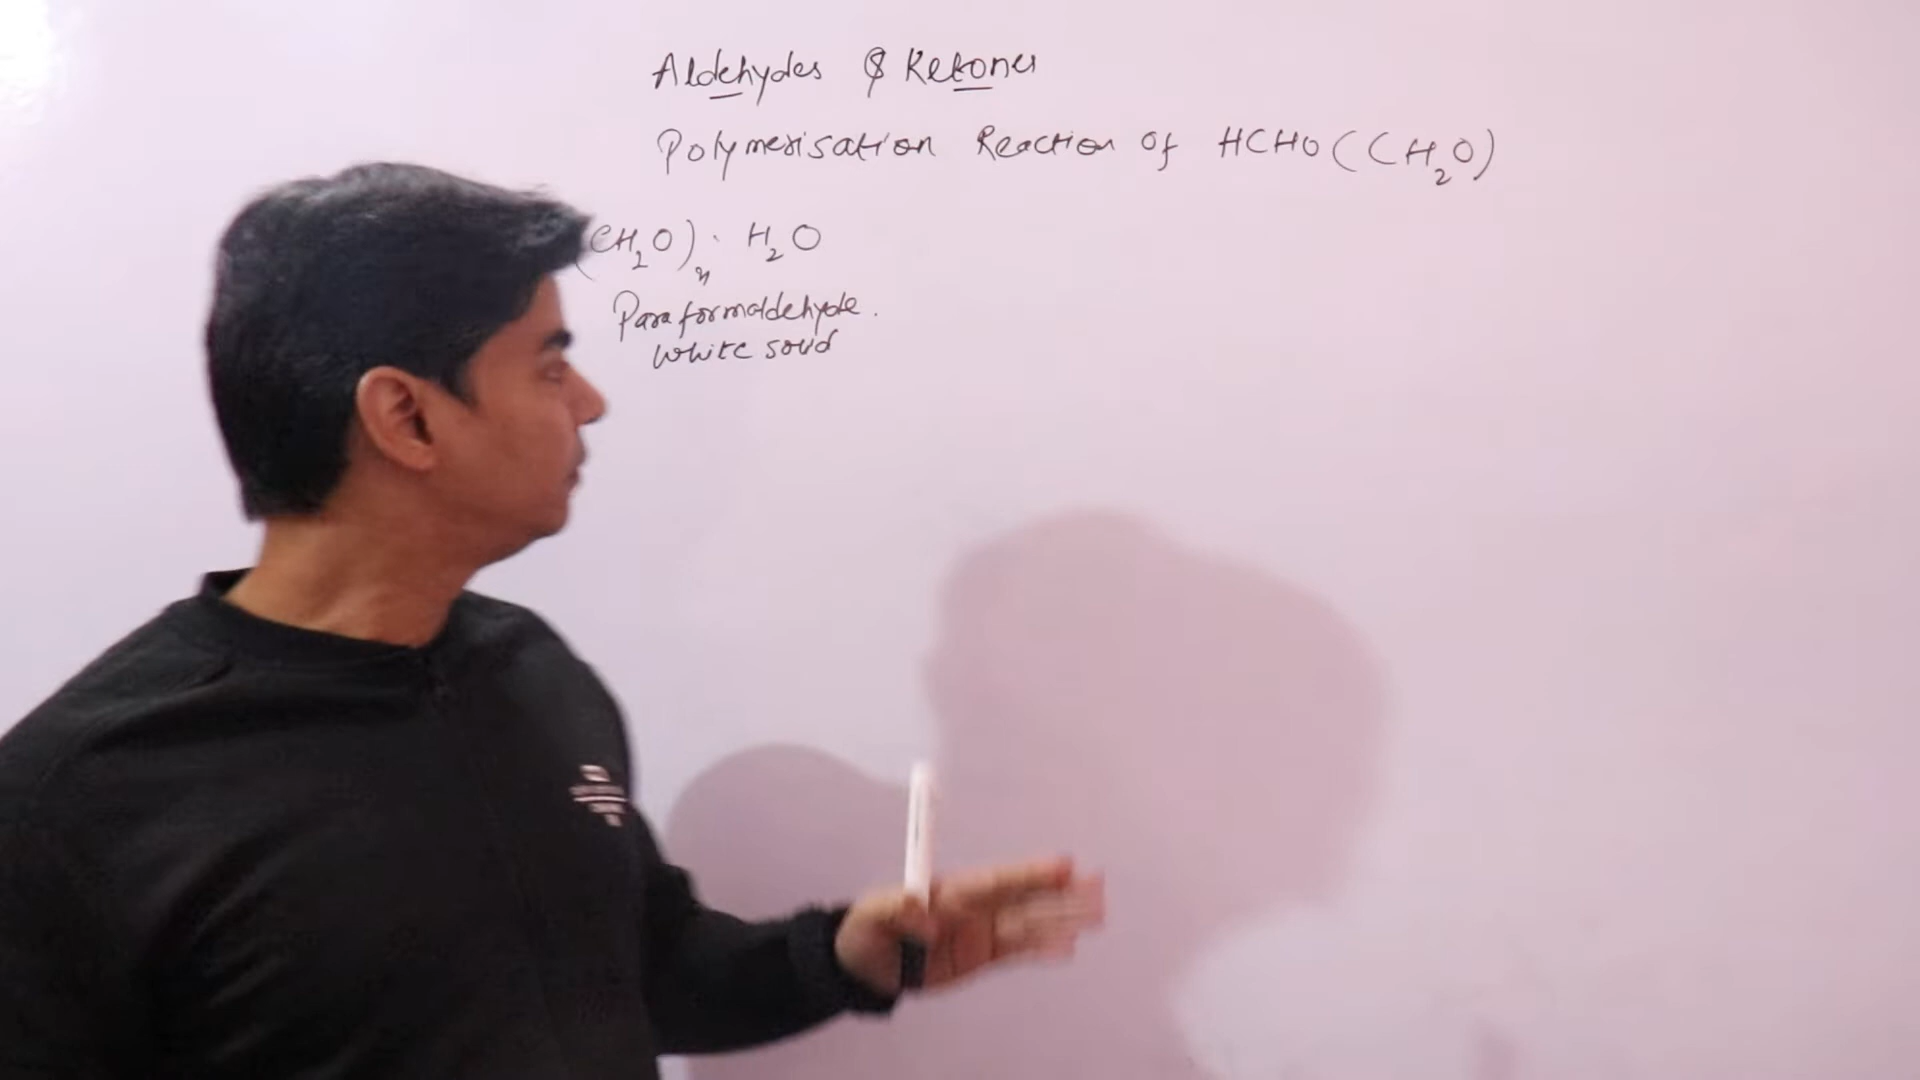 Aldehydes & Ketones
Polymerisation Reaction Of HCHO ((CH₂O)
(CH₂O)ₙ · H₂O
Paraformaldehyde.
White solid